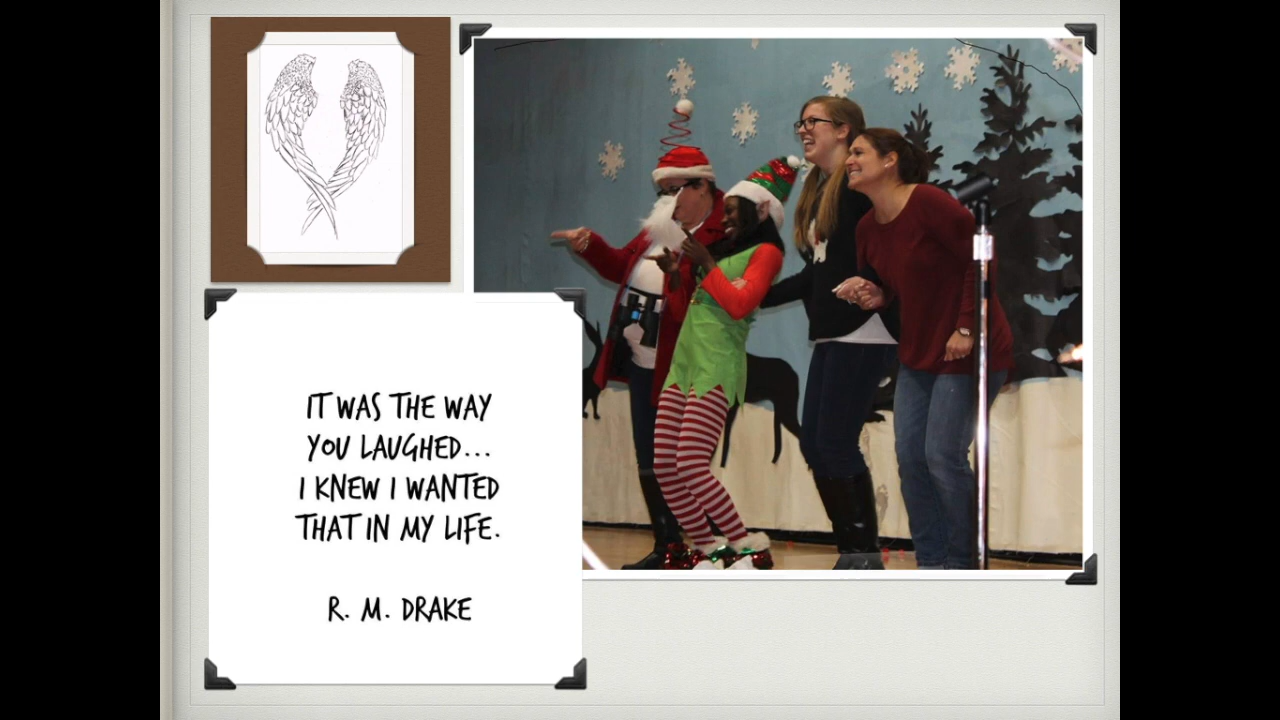 IT WAS THE WAY
YOU LAUGHED...
I KNEW I WANTED
THAT IN MY LIFE.
R. M. DRAKE